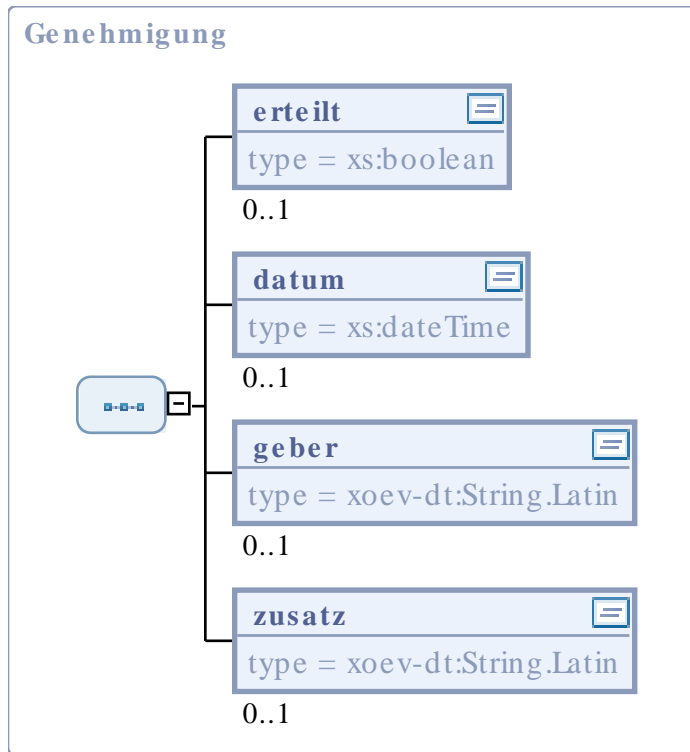 Genehmigung
erteilt
type = xs:boolean
0..1
datum
type = xs:dateTime
0..1
geber
type = xoev-dt:String.Latin
0..1
zusatz
type = xoev-dt:String.Latin
0..1